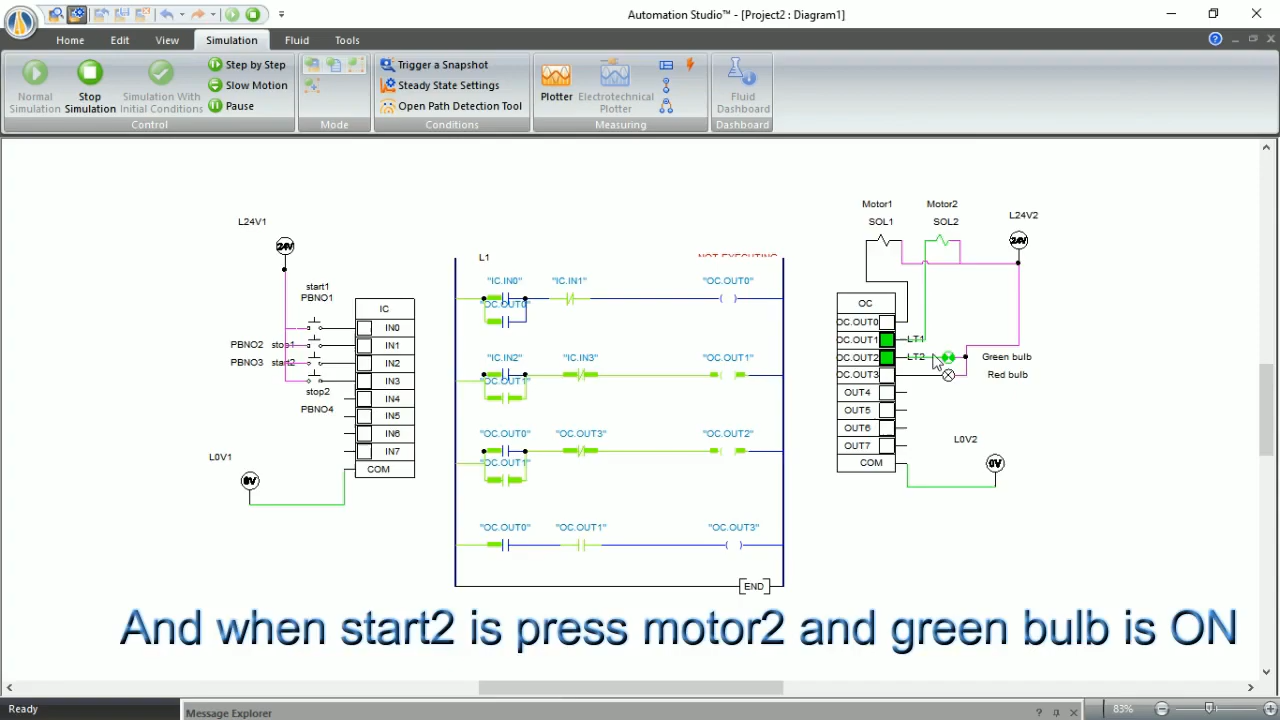 Automation Studio™ - [Project2 : Diagram1]
Home Edit View Simulation Fluid Tools
Normal Simulation
Stop Simulation
Simulation With Initial Conditions
Step by Step
Slow Motion
Pause
Control
Mode
Trigger a Snapshot
Steady State Settings
Open Path Detection Tool
Conditions
Plotter
Electrotechnical Plotter
Measuring
Fluid Dashboard
Dashboard
L24V1
24V
start1
PBNO1
PBNO2 stop1
PBNO3 start2
stop2
PBNO4
L0V1
0V
IC
IN0
IN1
IN2
IN3
IN4
IN5
IN6
IN7
COM
L1
NOT EXECUTING
"IC.IN0" "IC.IN1" "OC.OUT0"
"OC.OUT0"
"IC.IN2" "IC.IN3" "OC.OUT1"
"OC.OUT1"
"OC.OUT0" "OC.OUT3" "OC.OUT2"
"OC.OUT1"
"OC.OUT0" "OC.OUT1" "OC.OUT3"
END
Motor1 Motor2
SOL1 SOL2
L24V2
24V
OC
OC.OUT0
OC.OUT1 LT1
OC.OUT2 LT2 Green bulb
OC.OUT3 Red bulb
OUT4
OUT5
OUT6
OUT7
COM
L0V2
0V
And when start2 is press motor2 and green bulb is ON
Ready
Message Explorer
83%